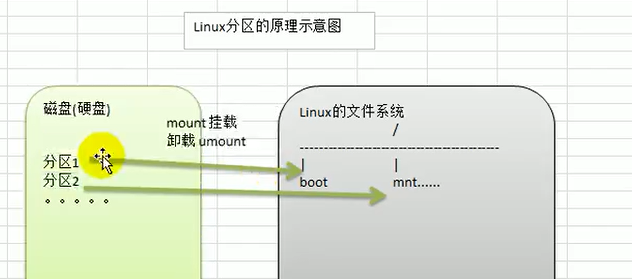 Linux分区的原理示意图
磁盘(硬盘)
mount 挂载
卸载 umount
分区1
分区2
。。。。。
Linux的文件系统
/
----------------------------------------
| |
boot mnt......